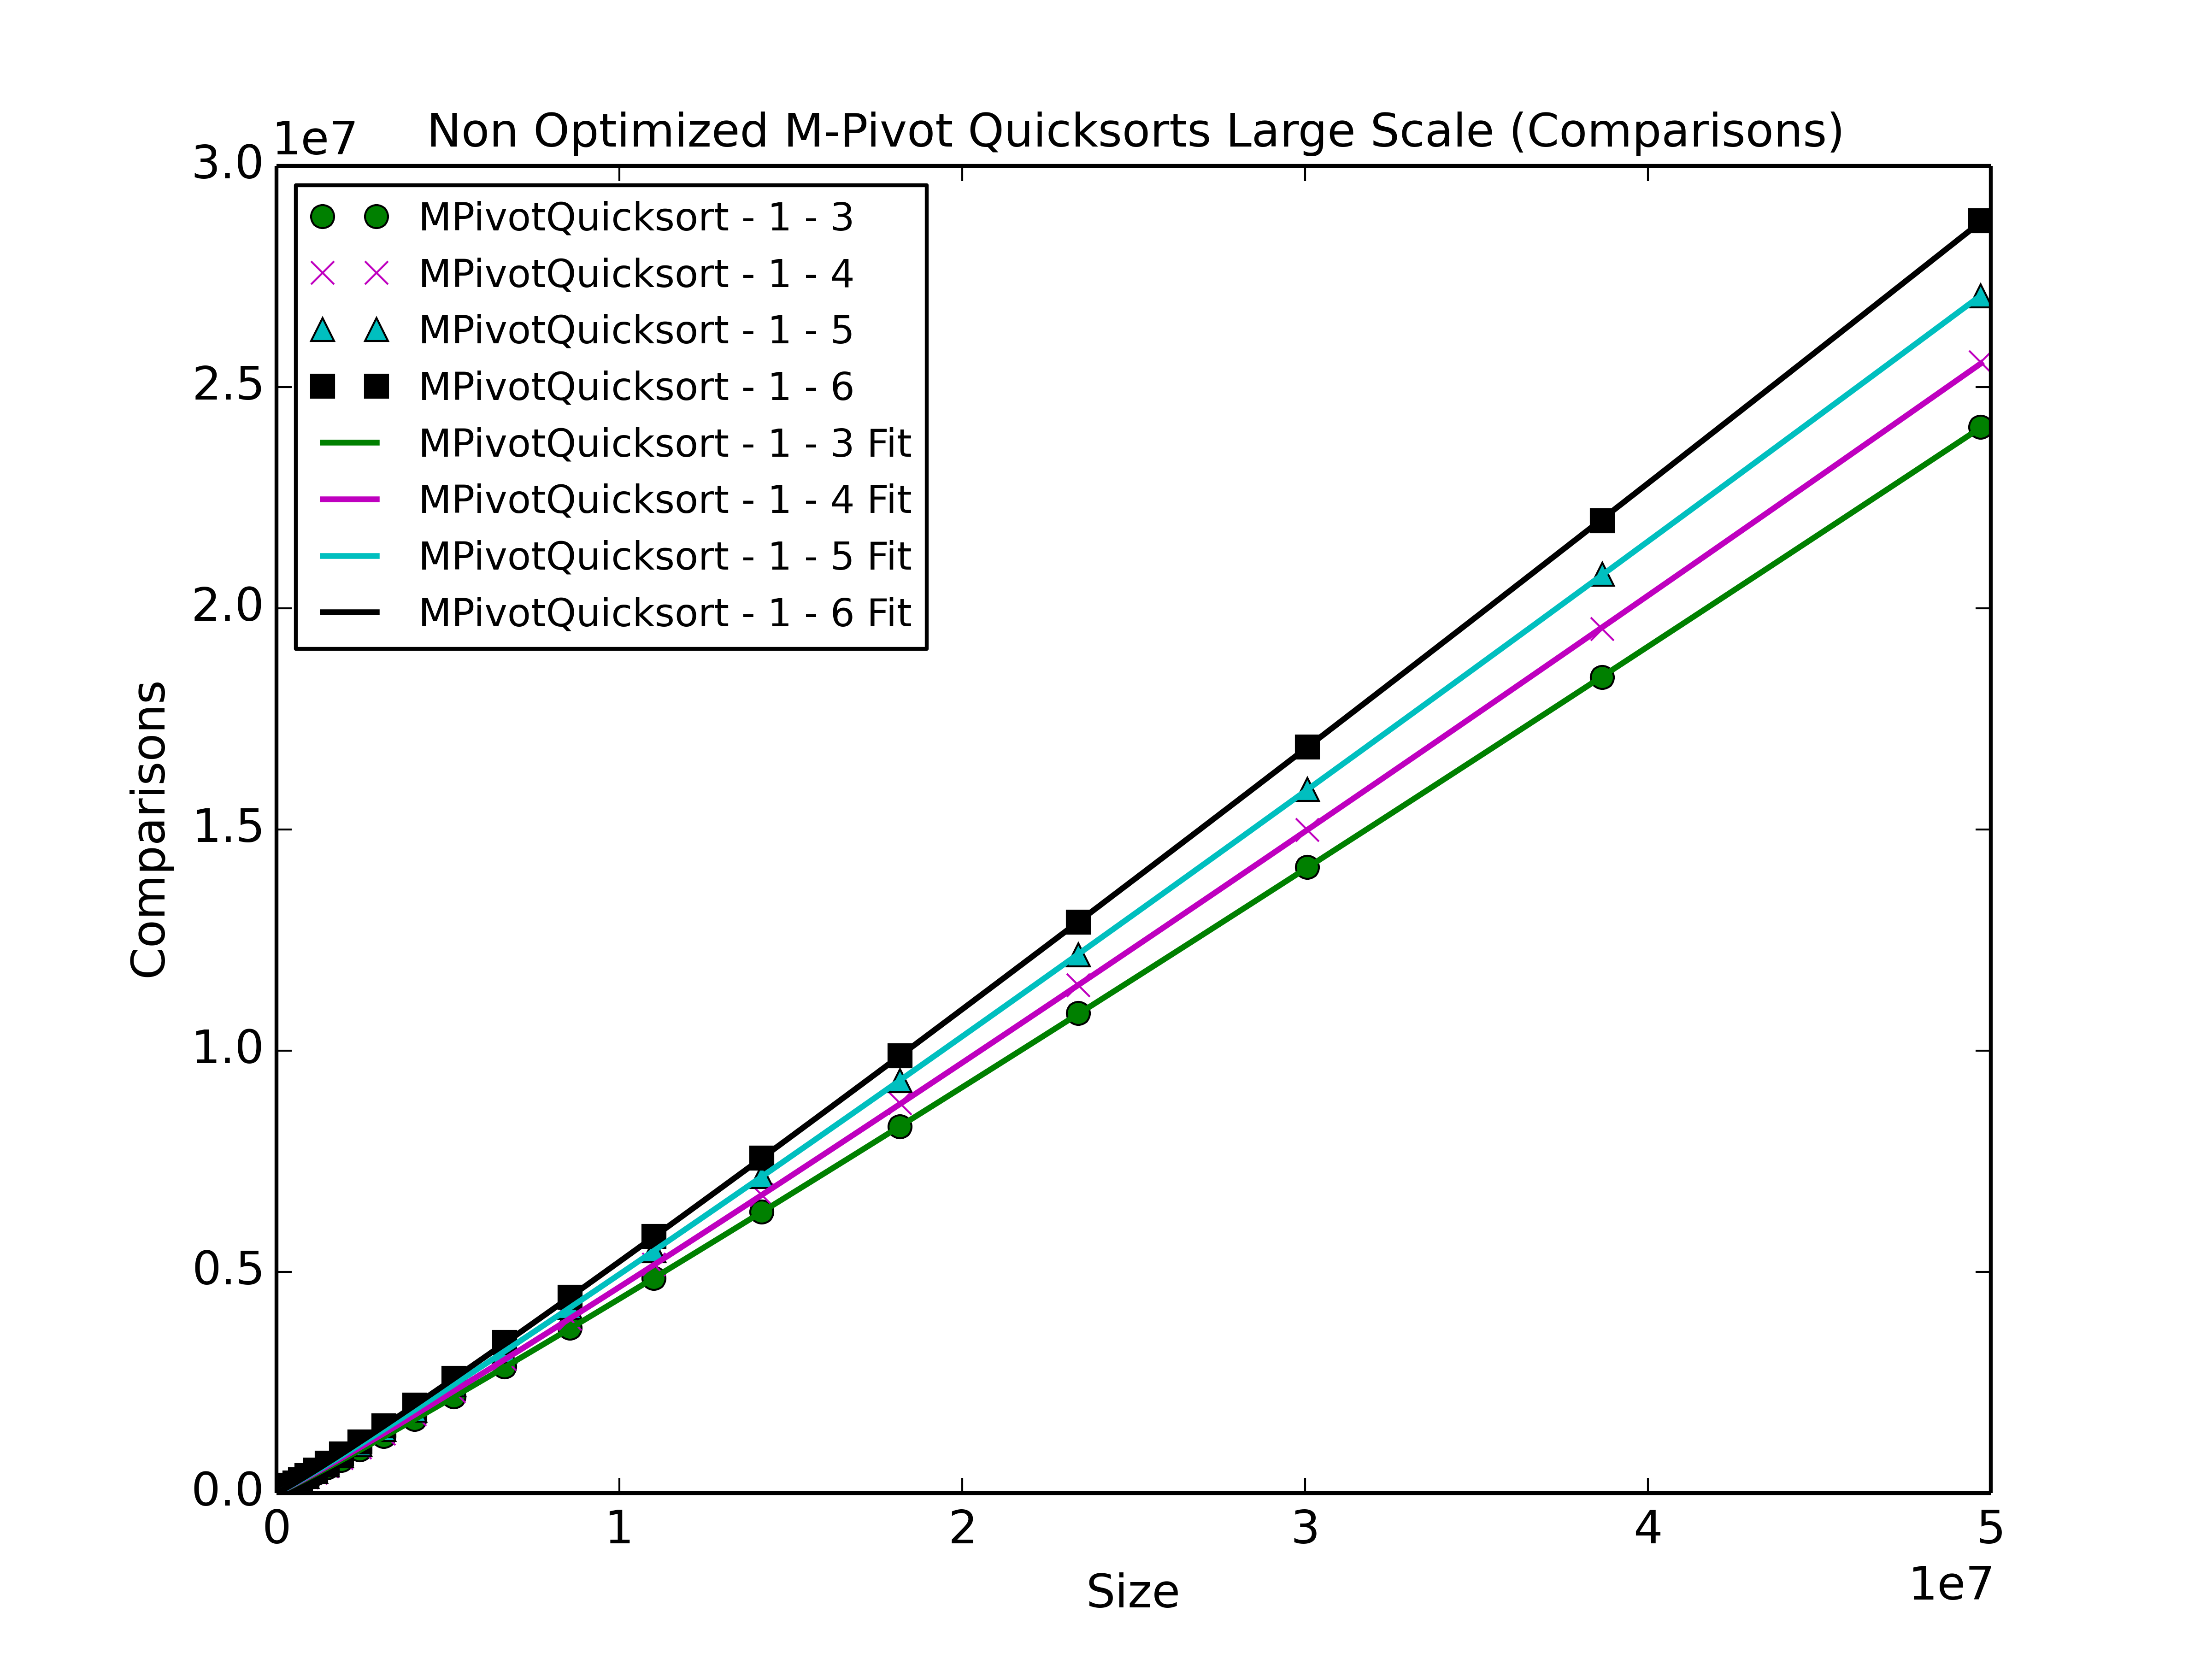 Non Optimized M-Pivot Quicksorts Large Scale (Comparisons)
1e7
3.0
2.5
2.0
1.5
1.0
0.5
0.0
Comparisons
MPivotQuicksort - 1 - 3
MPivotQuicksort - 1 - 4
MPivotQuicksort - 1 - 5
MPivotQuicksort - 1 - 6
MPivotQuicksort - 1 - 3 Fit
MPivotQuicksort - 1 - 4 Fit
MPivotQuicksort - 1 - 5 Fit
MPivotQuicksort - 1 - 6 Fit
0 1 2 3 4 5
Size
1e7